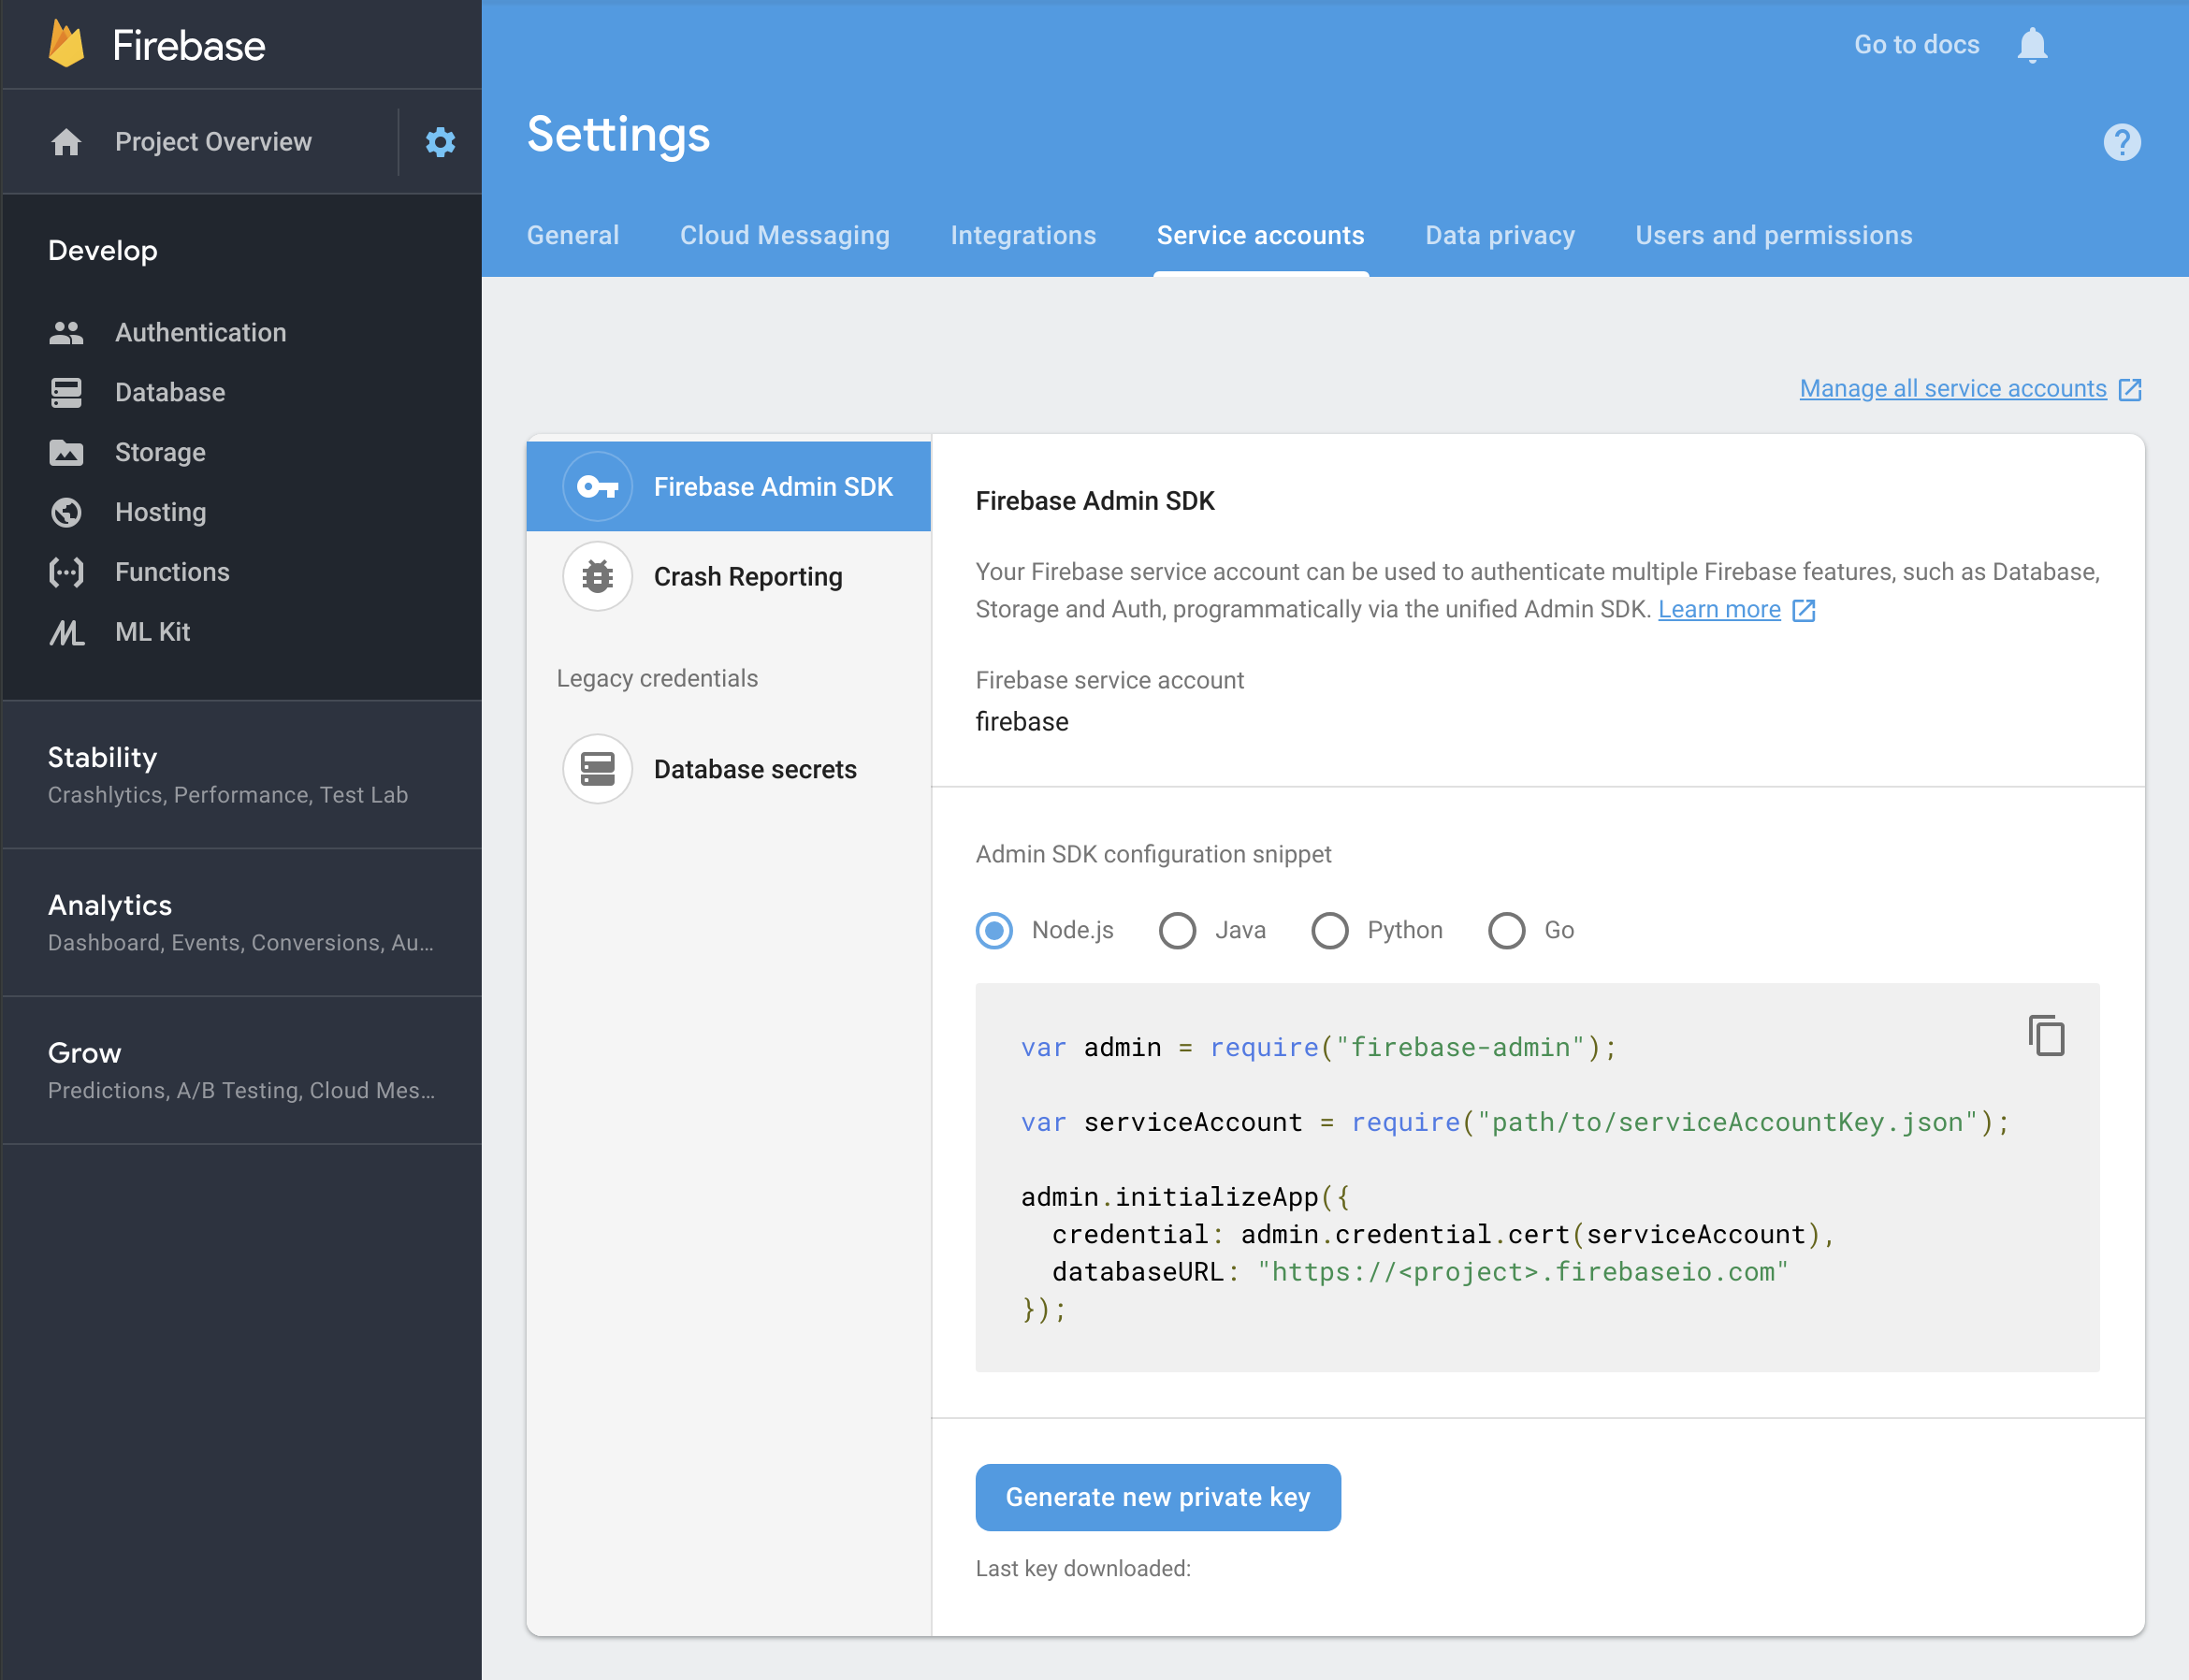 Firebase
Project Overview
Develop
Authentication
Database
Storage
Hosting
Functions
ML Kit
Stability
Crashlytics, Performance, Test Lab
Analytics
Dashboard, Events, Conversions, Au...
Grow
Predictions, A/B Testing, Cloud Mes...
Go to docs
Settings
?
General Cloud Messaging Integrations Service accounts Data privacy Users and permissions
Manage all service accounts
Firebase Admin SDK
Crash Reporting
Legacy credentials
Database secrets
Firebase Admin SDK
Your Firebase service account can be used to authenticate multiple Firebase features, such as Database,
Storage and Auth, programmatically via the unified Admin SDK. Learn more
Firebase service account
firebase
Admin SDK configuration snippet
Node.js Java Python Go
var admin = require("firebase-admin");
var serviceAccount = require("path/to/serviceAccountKey.json");
admin.initializeApp({
  credential: admin.credential.cert(serviceAccount),
  databaseURL: "https://<project>.firebaseio.com"
});
Generate new private key
Last key downloaded: